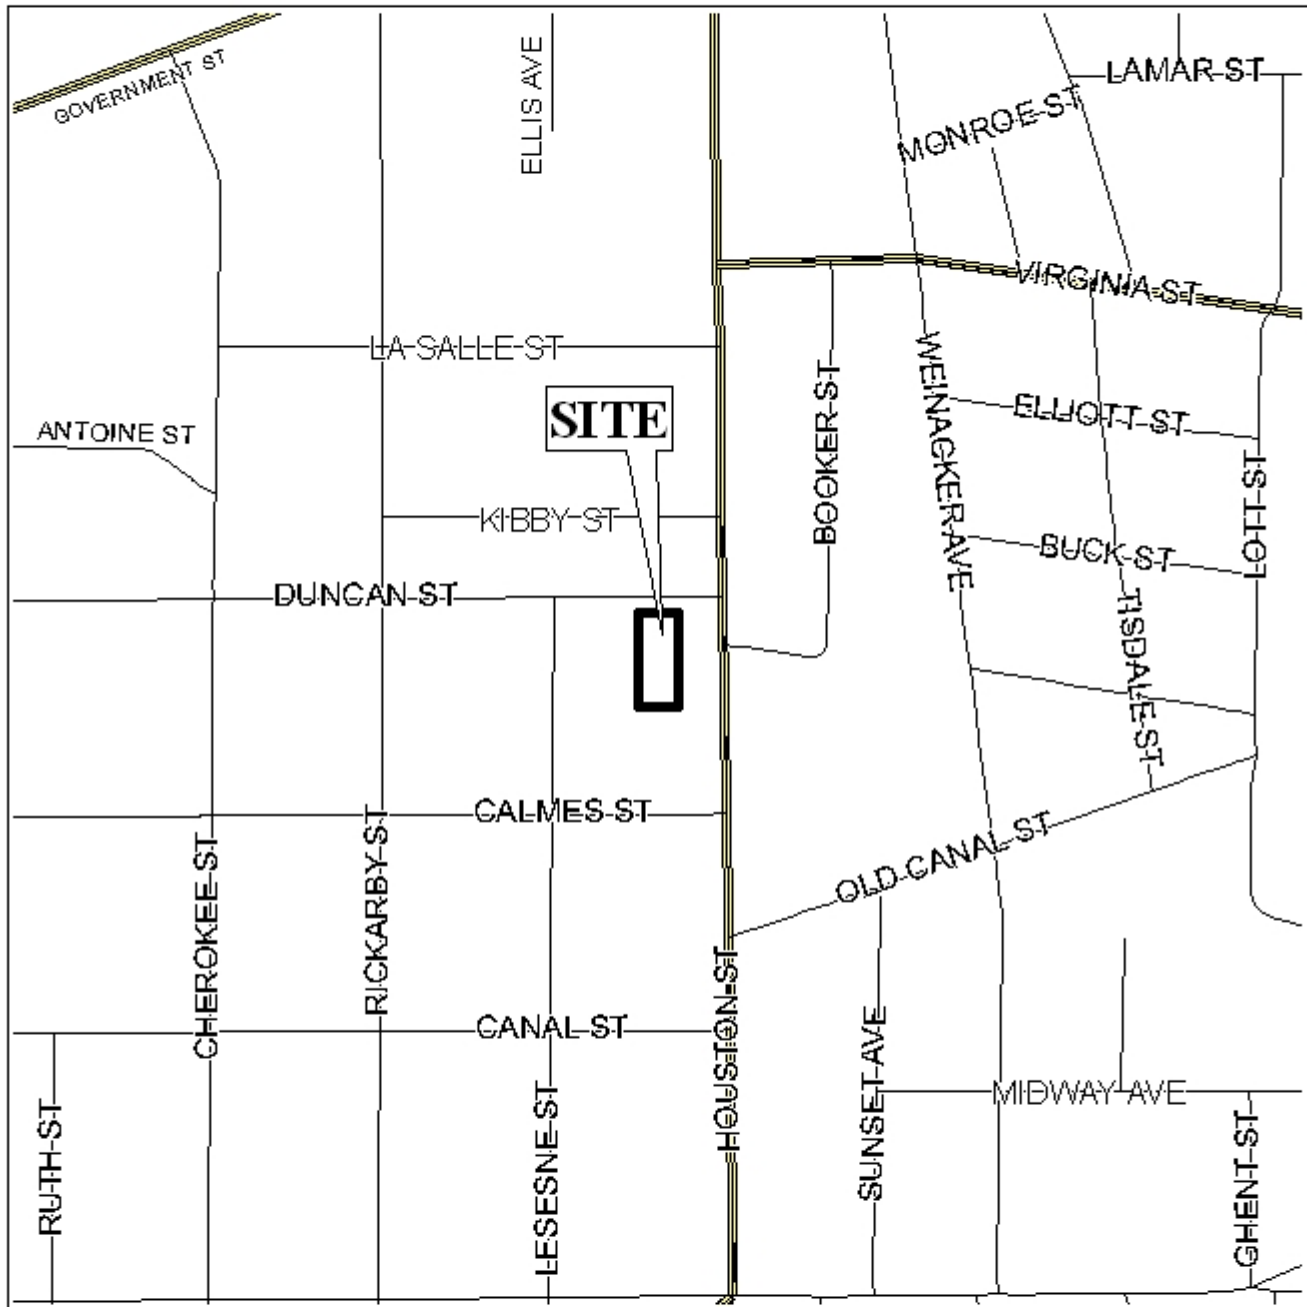 ELLIS AVE
LAMAR ST
GOVERNMENT ST
MONROE ST
VIRGINIA ST
LA SALLE ST
SITE
BOOKER ST
WEINACKER AVE
ELLIOTT ST
ANTOINE ST
LOTT ST
KIBBY ST
BUCK ST
DUNCAN ST
TISDALE ST
CALMES ST
OLD CANAL ST
CHEROKEE ST
RICKARBY ST
HOUSTON ST
CANAL ST
SUNSET AVE
MIDWAY AVE
RUTH ST
LESESNE ST
GHENT ST